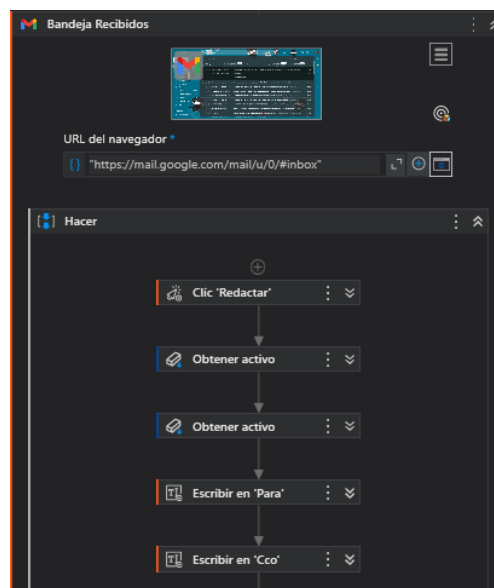 Bandeja Recibidos
URL del navegador *
"https://mail.google.com/mail/u/0/#inbox"
Hacer
Clic 'Redactar'
Obtener activo
Obtener activo
Escribir en 'Para'
Escribir en 'Cco'